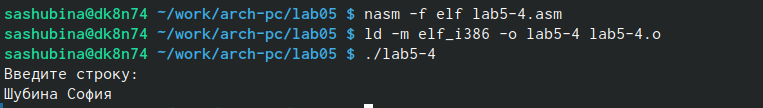 sashubina@dk8n74 ~/work/arch-pc/lab05 $ nasm -f elf lab5-4.asm
sashubina@dk8n74 ~/work/arch-pc/lab05 $ ld -m elf_i386 -o lab5-4 lab5-4.o
sashubina@dk8n74 ~/work/arch-pc/lab05 $ ./lab5-4
Введите строку:
Шубина София